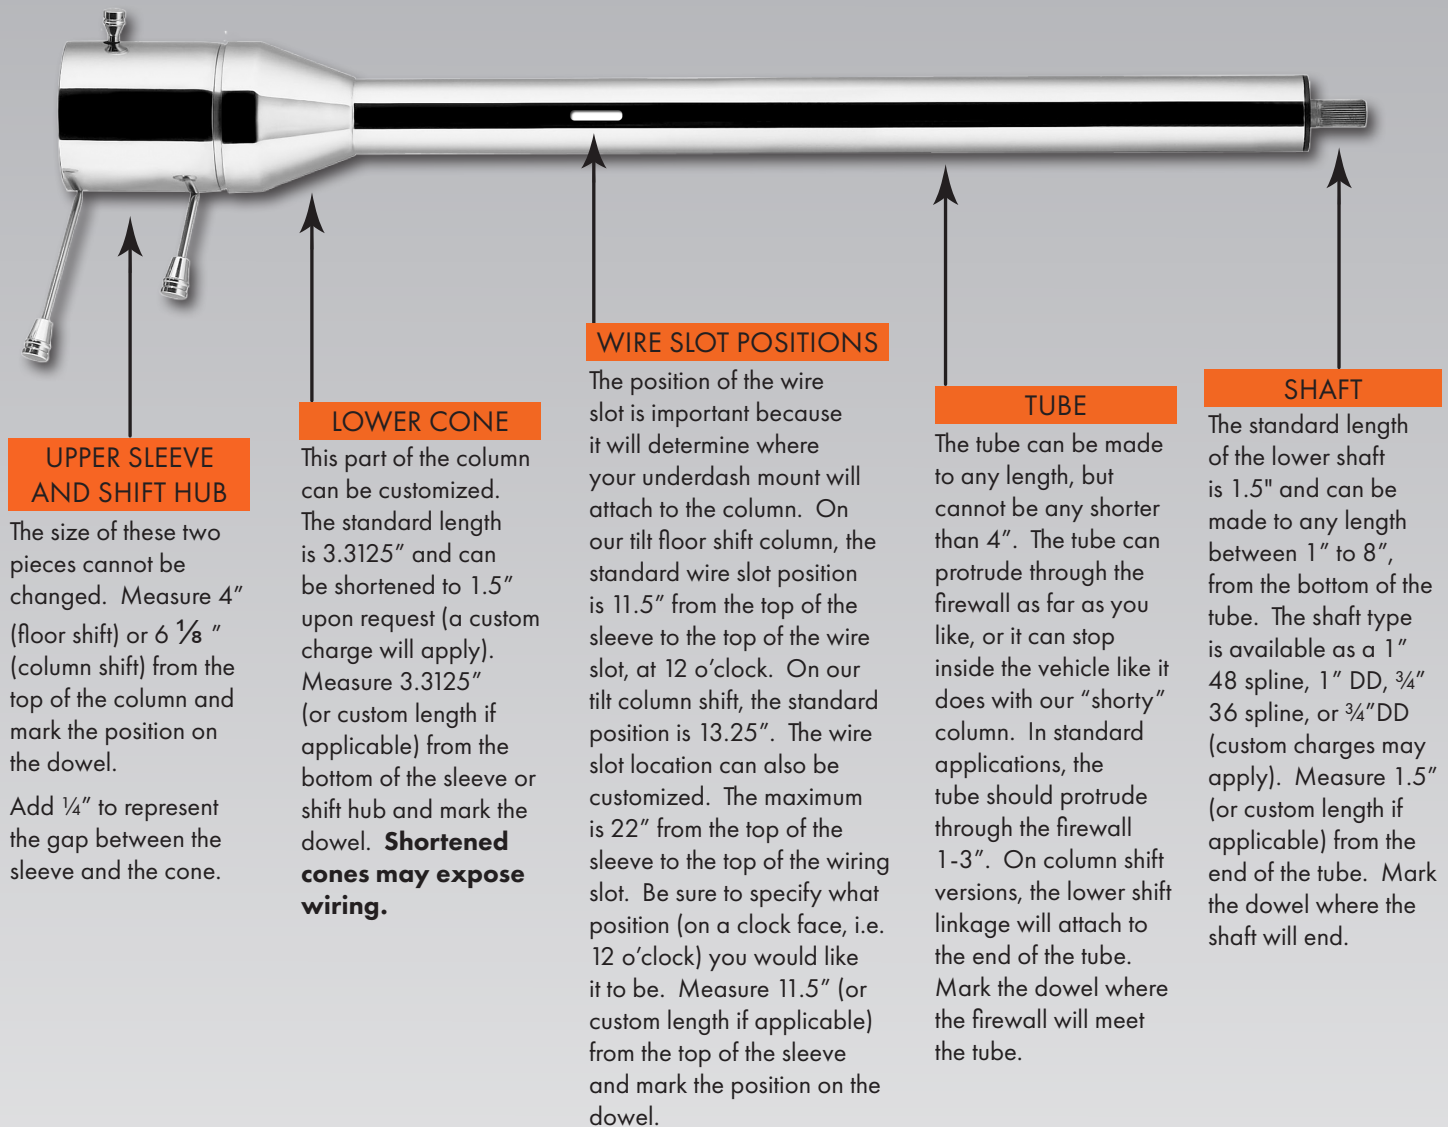 UPPER SLEEVE
AND SHIFT HUB
The size of these two
pieces cannot be
changed.  Measure 4”
(floor shift) or 6 ⅛ ”
(column shift) from the
top of the column and
mark the position on
the dowel.
Add ¼” to represent
the gap between the
sleeve and the cone.
LOWER CONE
This part of the column
can be customized.
The standard length
is 3.3125” and can
be shortened to 1.5”
upon request (a custom
charge will apply).
Measure 3.3125”
(or custom length if
applicable) from the
bottom of the sleeve or
shift hub and mark the
dowel.  Shortened
cones may expose
wiring.
WIRE SLOT POSITIONS
The position of the wire
slot is important because
it will determine where
your underdash mount will
attach to the column.  On
our tilt floor shift column, the
standard wire slot position
is 11.5” from the top of the
sleeve to the top of the wire
slot, at 12 o’clock.  On our
tilt column shift, the standard
position is 13.25”.  The wire
slot location can also be
customized.  The maximum
is 22” from the top of the
sleeve to the top of the wiring
slot.  Be sure to specify what
position (on a clock face, i.e.
12 o’clock) you would like
it to be.  Measure 11.5” (or
custom length if applicable)
from the top of the sleeve
and mark the position on the
dowel.
TUBE
The tube can be made
to any length, but
cannot be any shorter
than 4”.  The tube can
protrude through the
firewall as far as you
like, or it can stop
inside the vehicle like it
does with our “shorty”
column.  In standard
applications, the
tube should protrude
through the firewall
1-3”.  On column shift
versions, the lower shift
linkage will attach to
the end of the tube.
Mark the dowel where
the firewall will meet
the tube.
SHAFT
The standard length
of the lower shaft
is 1.5" and can be
made to any length
between 1” to 8”,
from the bottom of the
tube.  The shaft type
is available as a 1”
48 spline, 1” DD, ¾”
36 spline, or ¾”DD
(custom charges may
apply).  Measure 1.5”
(or custom length if
applicable) from the
end of the tube.  Mark
the dowel where the
shaft will end.